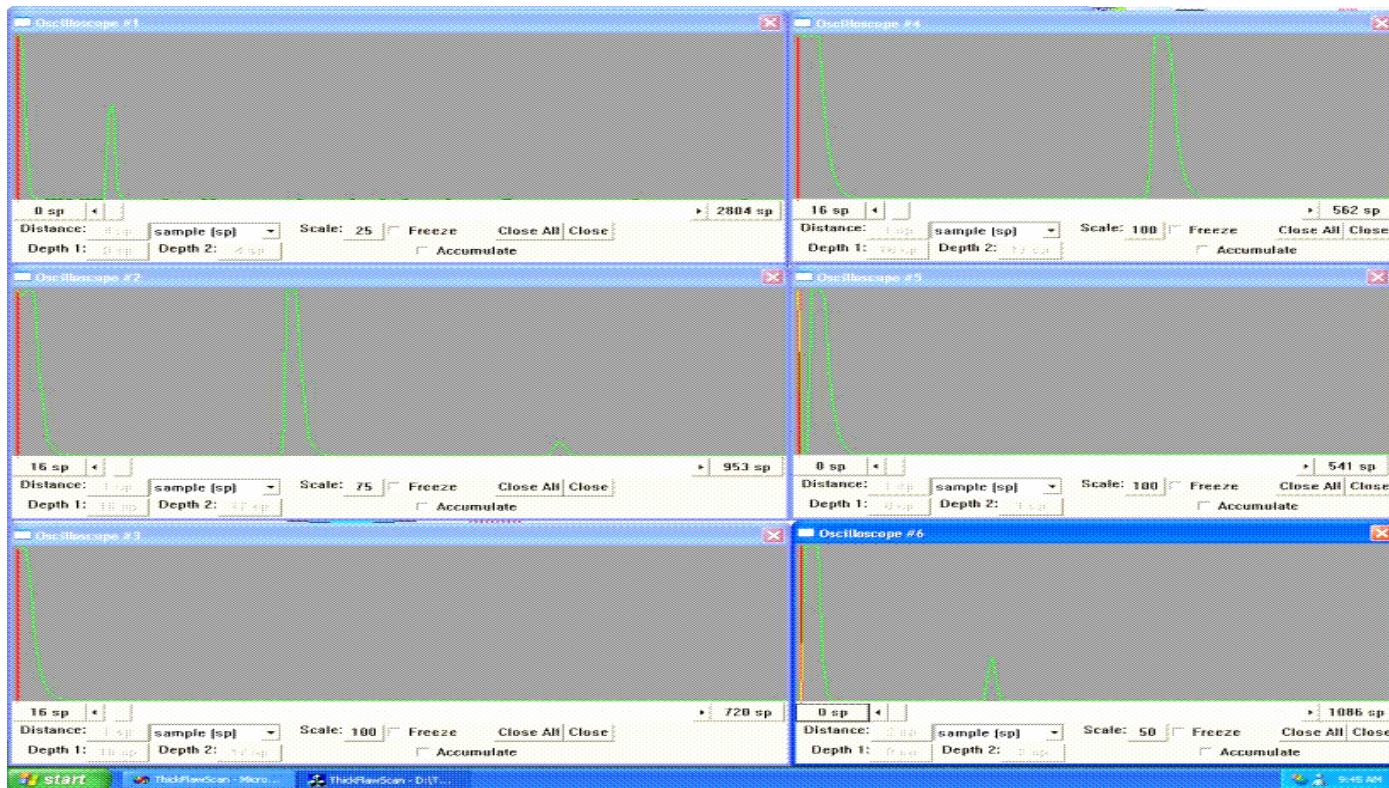 Oscilloscope #1
0 sp 2804 sp
Distance: sample (sp) Scale: 25 Freeze Close All Close
Depth 1: Depth 2: Accumulate
Oscilloscope #2
16 sp 953 sp
Distance: sample (sp) Scale: 75 Freeze Close All Close
Depth 1: Depth 2: Accumulate
Oscilloscope #3
16 sp 720 sp
Distance: sample (sp) Scale: 100 Freeze Close All Close
Depth 1: Depth 2: Accumulate
Oscilloscope #4
16 sp 562 sp
Distance: sample (sp) Scale: 100 Freeze Close All Close
Depth 1: Depth 2: Accumulate
Oscilloscope #5
0 sp 541 sp
Distance: sample (sp) Scale: 100 Freeze Close All Close
Depth 1: Depth 2: Accumulate
Oscilloscope #6
0 sp 1086 sp
Distance: sample (sp) Scale: 50 Freeze Close All Close
Depth 1: Depth 2: Accumulate
start ThickFlawScan - Micro... ThickFlawScan - D:\T... 9:45 AM